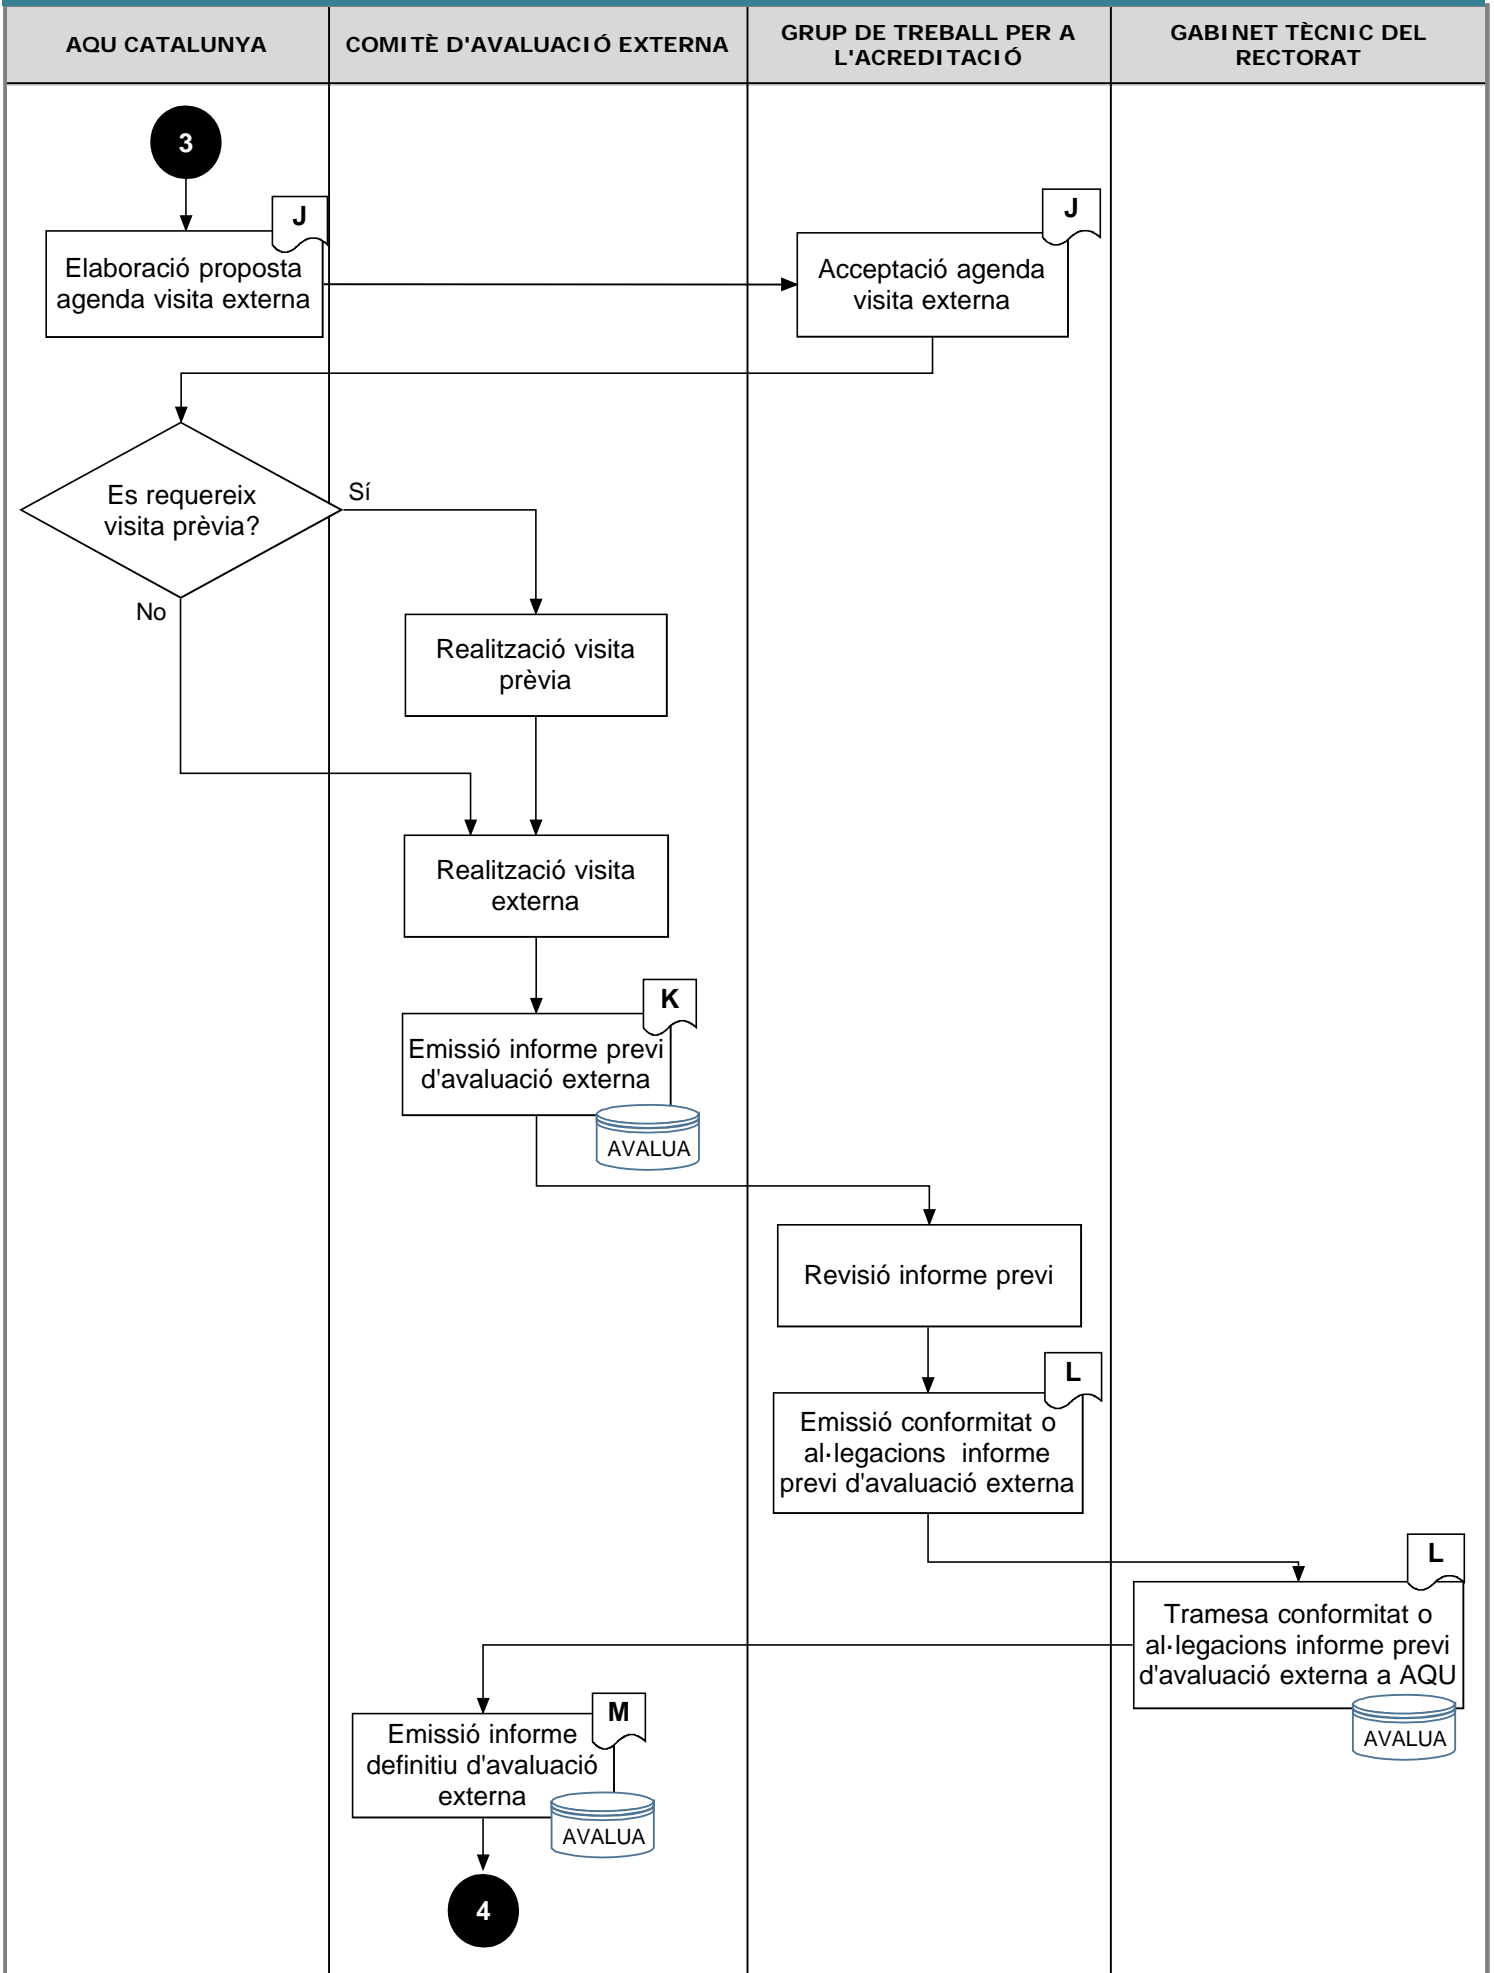 AQU CATALUNYA
COMITÈ D'AVALUACIÓ EXTERNA
GRUP DE TREBALL PER A
L'ACREDITACIÓ
GABINET TÈCNIC DEL
RECTORAT
3
J
Elaboració proposta
agenda visita externa
J
Acceptació agenda
visita externa
Es requereix
visita prèvia?
Sí
No
Realització visita
prèvia
Realització visita
externa
K
Emissió informe previ
d'avaluació externa
AVALUA
Revisió informe previ
L
Emissió conformitat o
al·legacions informe
previ d'avaluació externa
L
Tramesa conformitat o
al·legacions informe previ
d'avaluació externa a AQU
AVALUA
M
Emissió informe
definitiu d'avaluació
externa
AVALUA
4